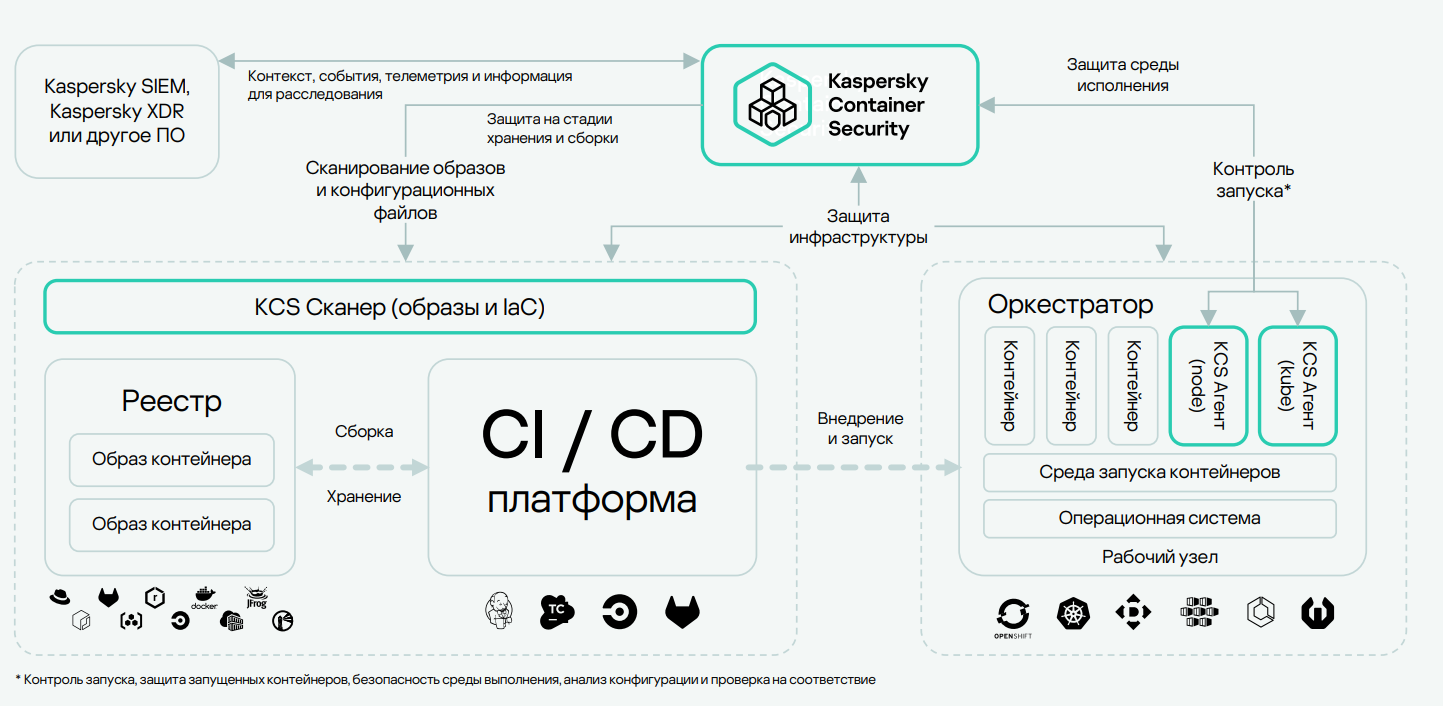 Kaspersky SIEM,
Kaspersky XDR
или другое ПО
Контекст, события, телеметрия и информация
для расследования
Kaspersky
Container
Security
Защита среды
исполнения
Защита на стадии
хранения и сборки
Сканирование образов
и конфигурационных
файлов
Контроль
запуска*
Защита
инфраструктуры
KCS Сканер (образы и IaC)
Реестр
Образ контейнера
Образ контейнера
Сборка
Хранение
CI / CD
платформа
Внедрение
и запуск
Оркестратор
Контейнер
Контейнер
Контейнер
KCS Агент
(node)
KCS Агент
(kube)
Среда запуска контейнеров
Операционная система
Рабочий узел
r
docker
JFrog
TC
OPENSHIFT
* Контроль запуска, защита запущенных контейнеров, безопасность среды выполнения, анализ конфигурации и проверка на соответствие